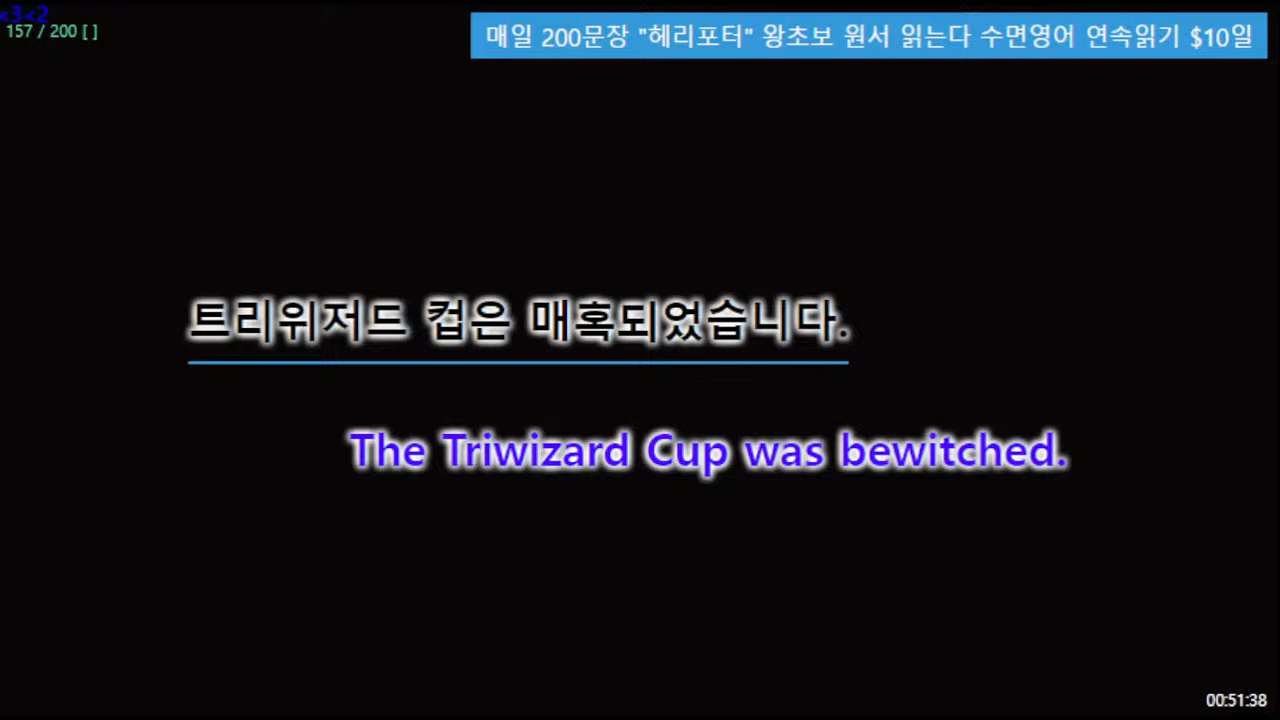 <3<2
157 / 200 [ ]
매일 200문장 "헤리포터" 왕초보 원서 읽는다 수면영어 연속읽기 $10일
트리위저드 컵은 매혹되었습니다.
The Triwizard Cup was bewitched.
00:51:38